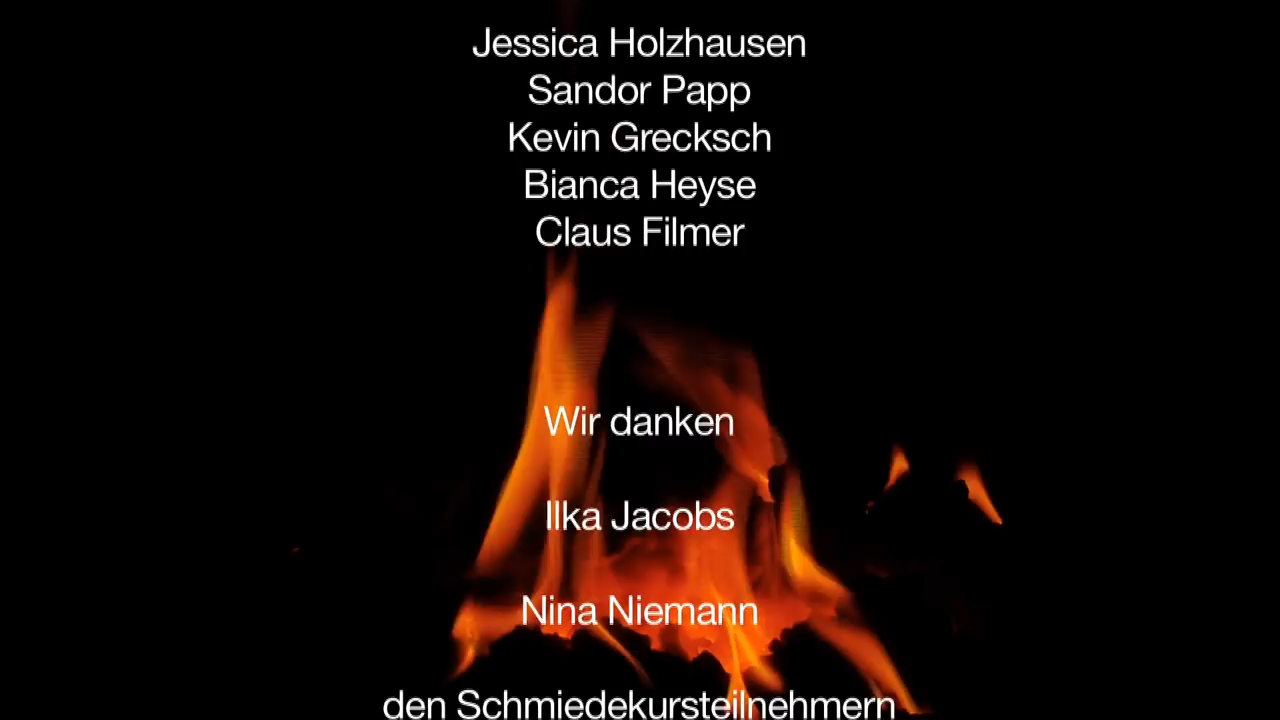 Jessica Holzhausen
Sandor Papp
Kevin Grecksch
Bianca Heyse
Claus Filmer
Wir danken
Ilka Jacobs
Nina Niemann
den Schmiedekursteilnehmern